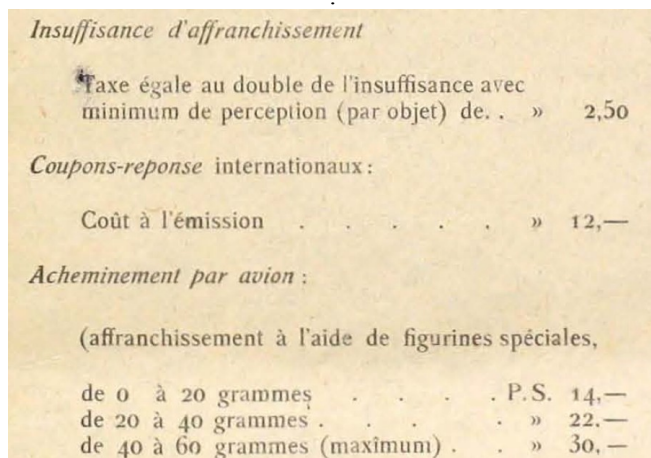 Insuffisance d'affranchissement
Taxe égale au double de l'insuffisance avec
minimum de perception (par objet) de. . » 2,50
Coupons-reponse internationaux :
Coût à l'émission . . . . . » 12,—
Acheminement par avion :
(affranchissement à l'aide de figurines spéciales,
de 0 à 20 grammes . . . . P.S. 14,—
de 20 à 40 grammes . . . . . » 22.—
de 40 à 60 grammes (maxîmum) . . » 30, —